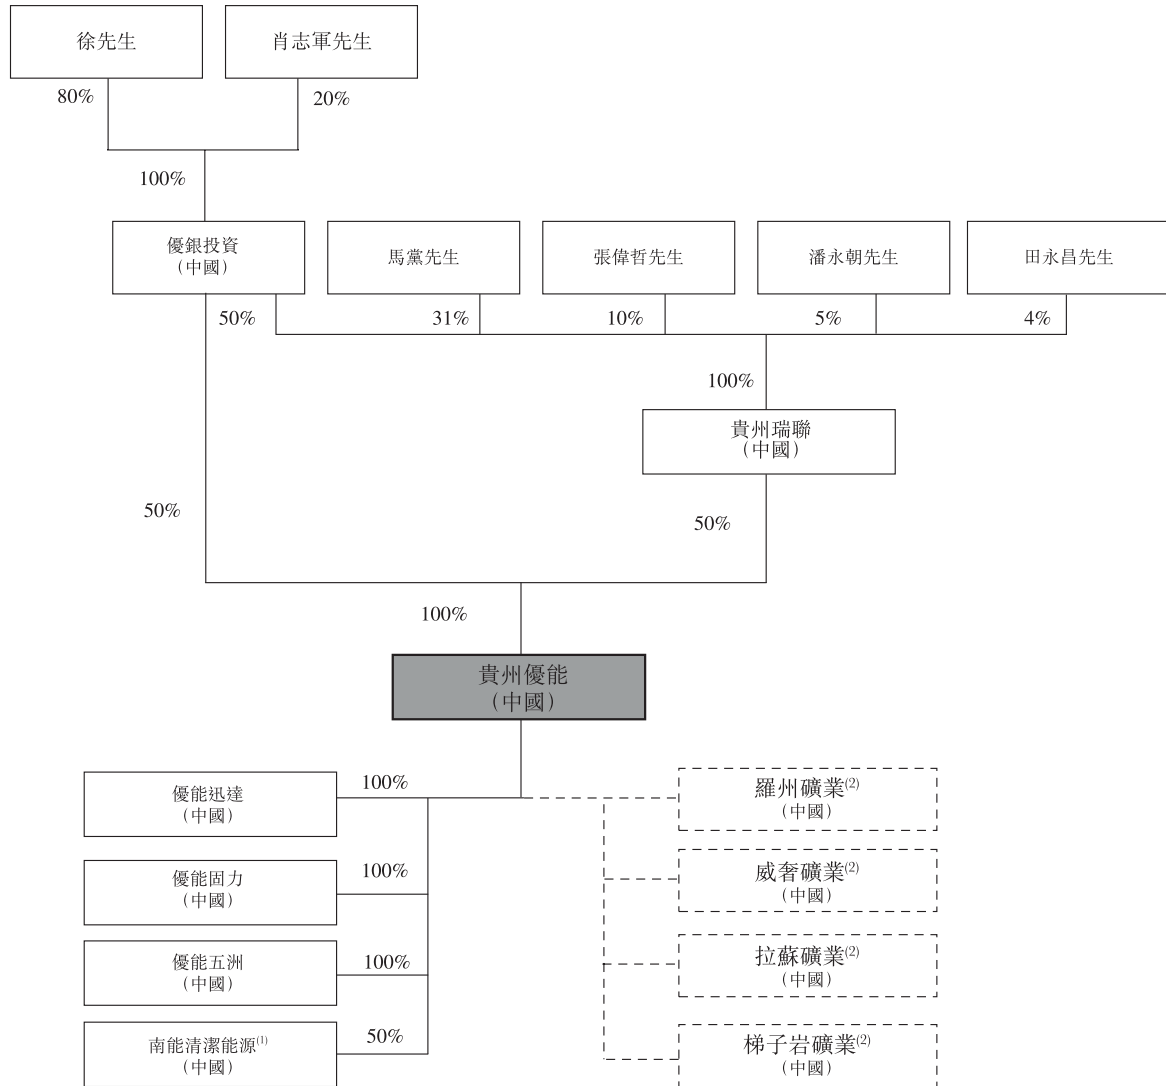 徐先生
肖志軍先生
80%
20%
100%
優銀投資
(中國)
馬黨先生
張偉哲先生
潘永朝先生
田永昌先生
50%
31%
10%
5%
4%
100%
貴州瑞聯
(中國)
50%
50%
100%
貴州優能
(中國)
優能迅達
(中國)
100%
羅州礦業(2)
(中國)
優能固力
(中國)
100%
威奢礦業(2)
(中國)
優能五洲
(中國)
100%
拉蘇礦業(2)
(中國)
南能清潔能源(1)
(中國)
50%
梯子岩礦業(2)
(中國)